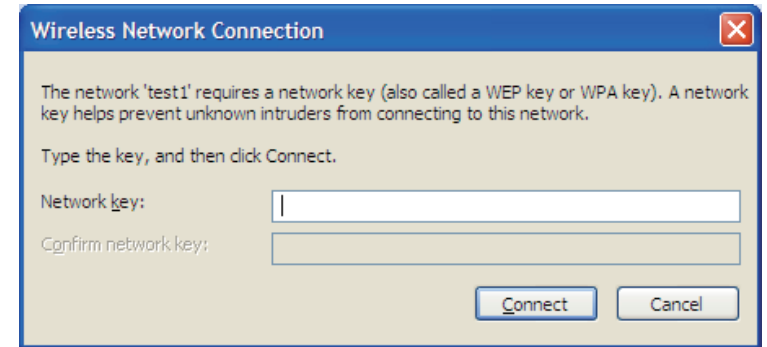 Wireless Network Connection
The network 'test1' requires a network key (also called a WEP key or WPA key). A network
key helps prevent unknown intruders from connecting to this network.
Type the key, and then click Connect.
Network key:
Confirm network key:
Connect Cancel